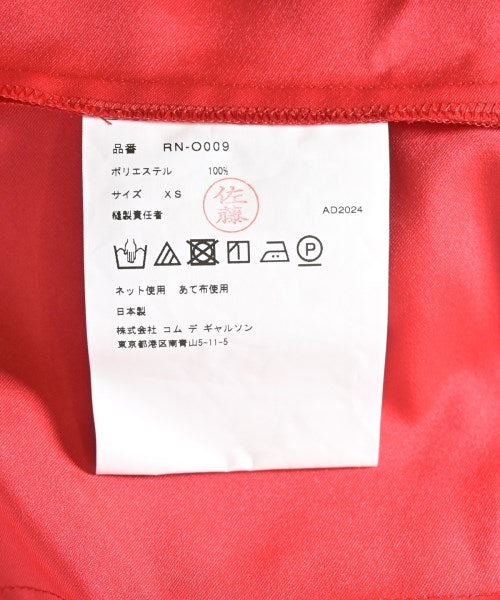 品番 RN-O009
ポリエステル 100%
サイズ XS
佐藤
縫製責任者
AD2024
ネット使用 あて布使用
日本製
株式会社 コム デ ギャルソン
東京都港区南青山5-11-5